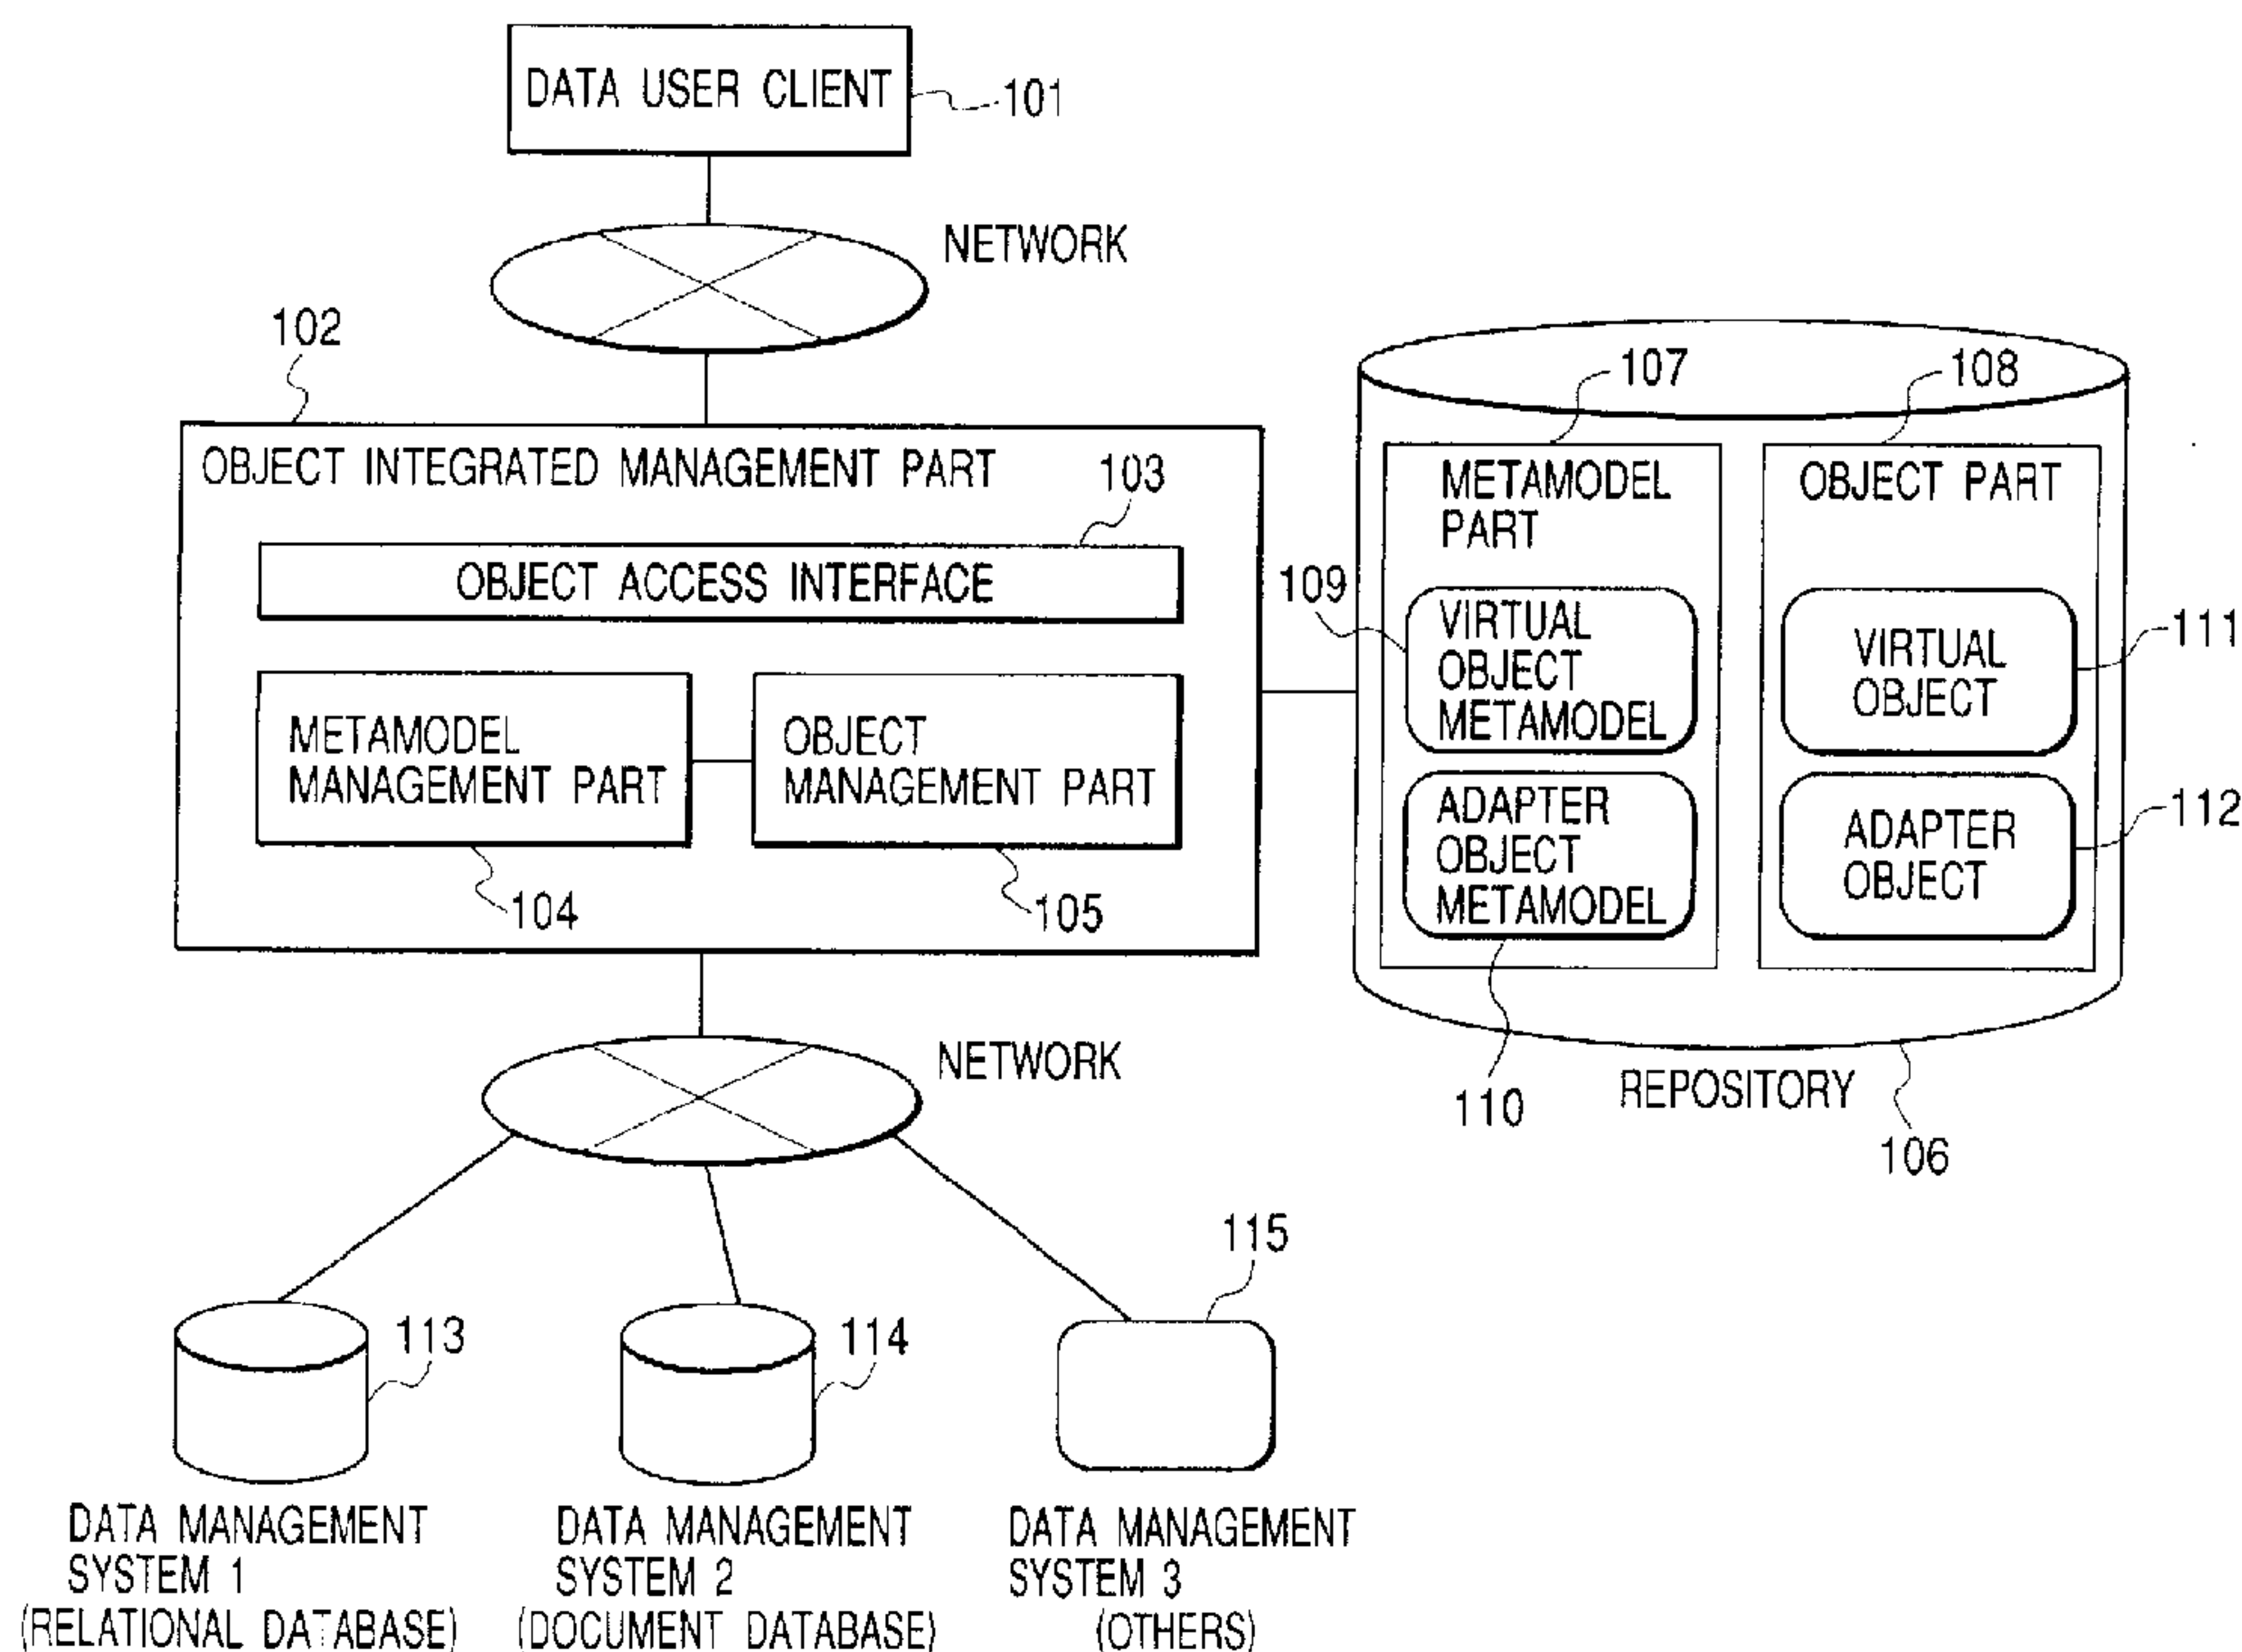 DATA USER CLIENT
101
NETWORK
102
OBJECT INTEGRATED MANAGEMENT PART
103
OBJECT ACCESS INTERFACE
METAMODEL
MANAGEMENT PART
OBJECT
MANAGEMENT PART
104
105
107
108
METAMODEL
PART
OBJECT PART
109
VIRTUAL
OBJECT
METAMODEL
VIRTUAL
OBJECT
111
ADAPTER
OBJECT
METAMODEL
ADAPTER
OBJECT
112
110
REPOSITORY
106
NETWORK
113
114
115
DATA MANAGEMENT
SYSTEM 1
(RELATIONAL DATABASE)
DATA MANAGEMENT
SYSTEM 2
(DOCUMENT DATABASE)
DATA MANAGEMENT
SYSTEM 3
(OTHERS)